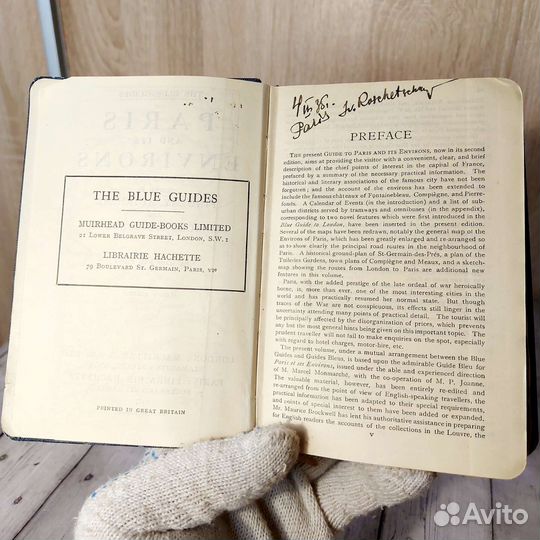 THE BLUE GUIDES
MUIRHEAD GUIDE-BOOKS LIMITED
21 LOWER BELGRAVE STREET, LONDON, S.W. 1
LIBRAIRIE HACHETTE
79 BOULEVARD ST. GERMAIN, PARIS, VIe
PRINTED IN GREAT BRITAIN
Paris
PREFACE
THE present GUIDE TO PARIS AND ITS ENVIRONS, now in its second
edition, aims at providing the visitor with a convenient, clear, and brief
description of the chief points of interest in the capital of France,
prefaced by a summary of the necessary practical information. The
historical and literary associations of the famous city have not been
forgotten; and the account of the environs has been extended to
include the famous châteaux of Fontainebleau, Compiègne, and Pierre-
fonds. A Calendar of Events (in the introduction) and a list of sub-
urban districts served by tramways and omnibuses (in the appendix),
corresponding to two new features which were first introduced in the
Blue Guide to London, have been inserted in the present edition.
Several of the maps have been redrawn, notably the general map of the
Environs of Paris, which has been greatly enlarged and re-arranged so
as to show clearly the principal road routes in the neighbourhood of
Paris. A historical ground-plan of St-Germain-des-Prés, a plan of the
Tuileries Gardens, town plans of Compiègne and Meaux, and a sketch-
map showing the routes from London to Paris are additional new
features in this volume.
Paris, with the added prestige of the late ordeal of war heroically
borne, is, more than ever, one of the most interesting cities in the
world and has practically resumed her normal state. But though
traces of the War are not conspicuous, its effects still linger in the
uncertainty attending many points of practical detail. The tourist will
be principally affected by the disorganization of prices, which prevents
any but the most general hints being given on this important topic. The
prudent traveller will not fail to make enquiries on the spot, especially
with regard to hotel charges, motor-hire, etc.
The present volume, under a mutual arrangement between the Blue
Guides and Guides Bleus, is based upon the admirable Guide Bleu for
Paris et ses Environs, issued under the able and experienced direction
of M. Marcel Monmarché, with the co-operation of M. P. Joanne.
The valuable material, however, has been entirely re-edited and
re-arranged from the point of view of English-speaking travellers, the
practical information has been adapted to their special requirements,
and points of special interest to them have been added or expanded.
Mr. Maurice Brockwell has lent his authoritative assistance in preparing
for English readers the accounts of the collections in the Louvre, the
v
Avito